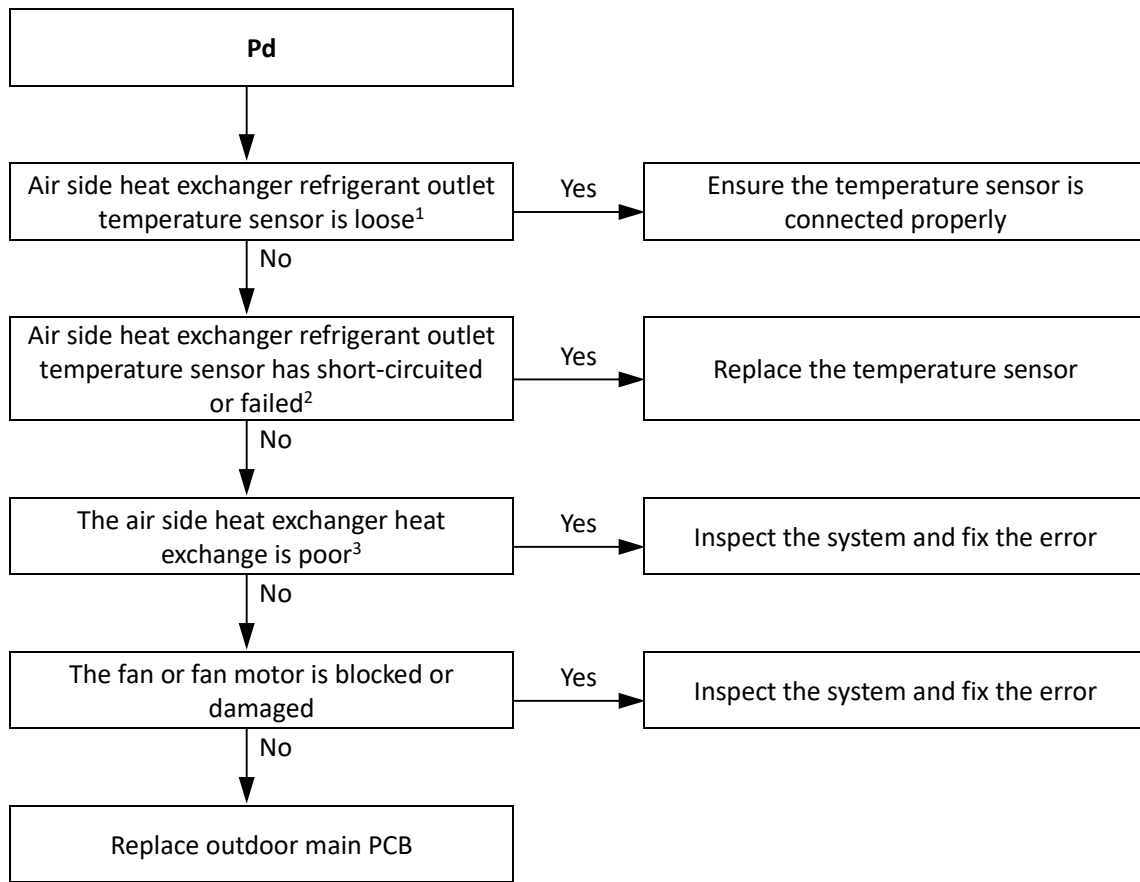 Pd
Air side heat exchanger refrigerant outlet
temperature sensor is loose¹
Yes
Ensure the temperature sensor is
connected properly
No
Air side heat exchanger refrigerant outlet
temperature sensor has short-circuited
or failed²
Yes
Replace the temperature sensor
No
The air side heat exchanger heat
exchange is poor³
Yes
Inspect the system and fix the error
No
The fan or fan motor is blocked or
damaged
Yes
Inspect the system and fix the error
No
Replace outdoor main PCB